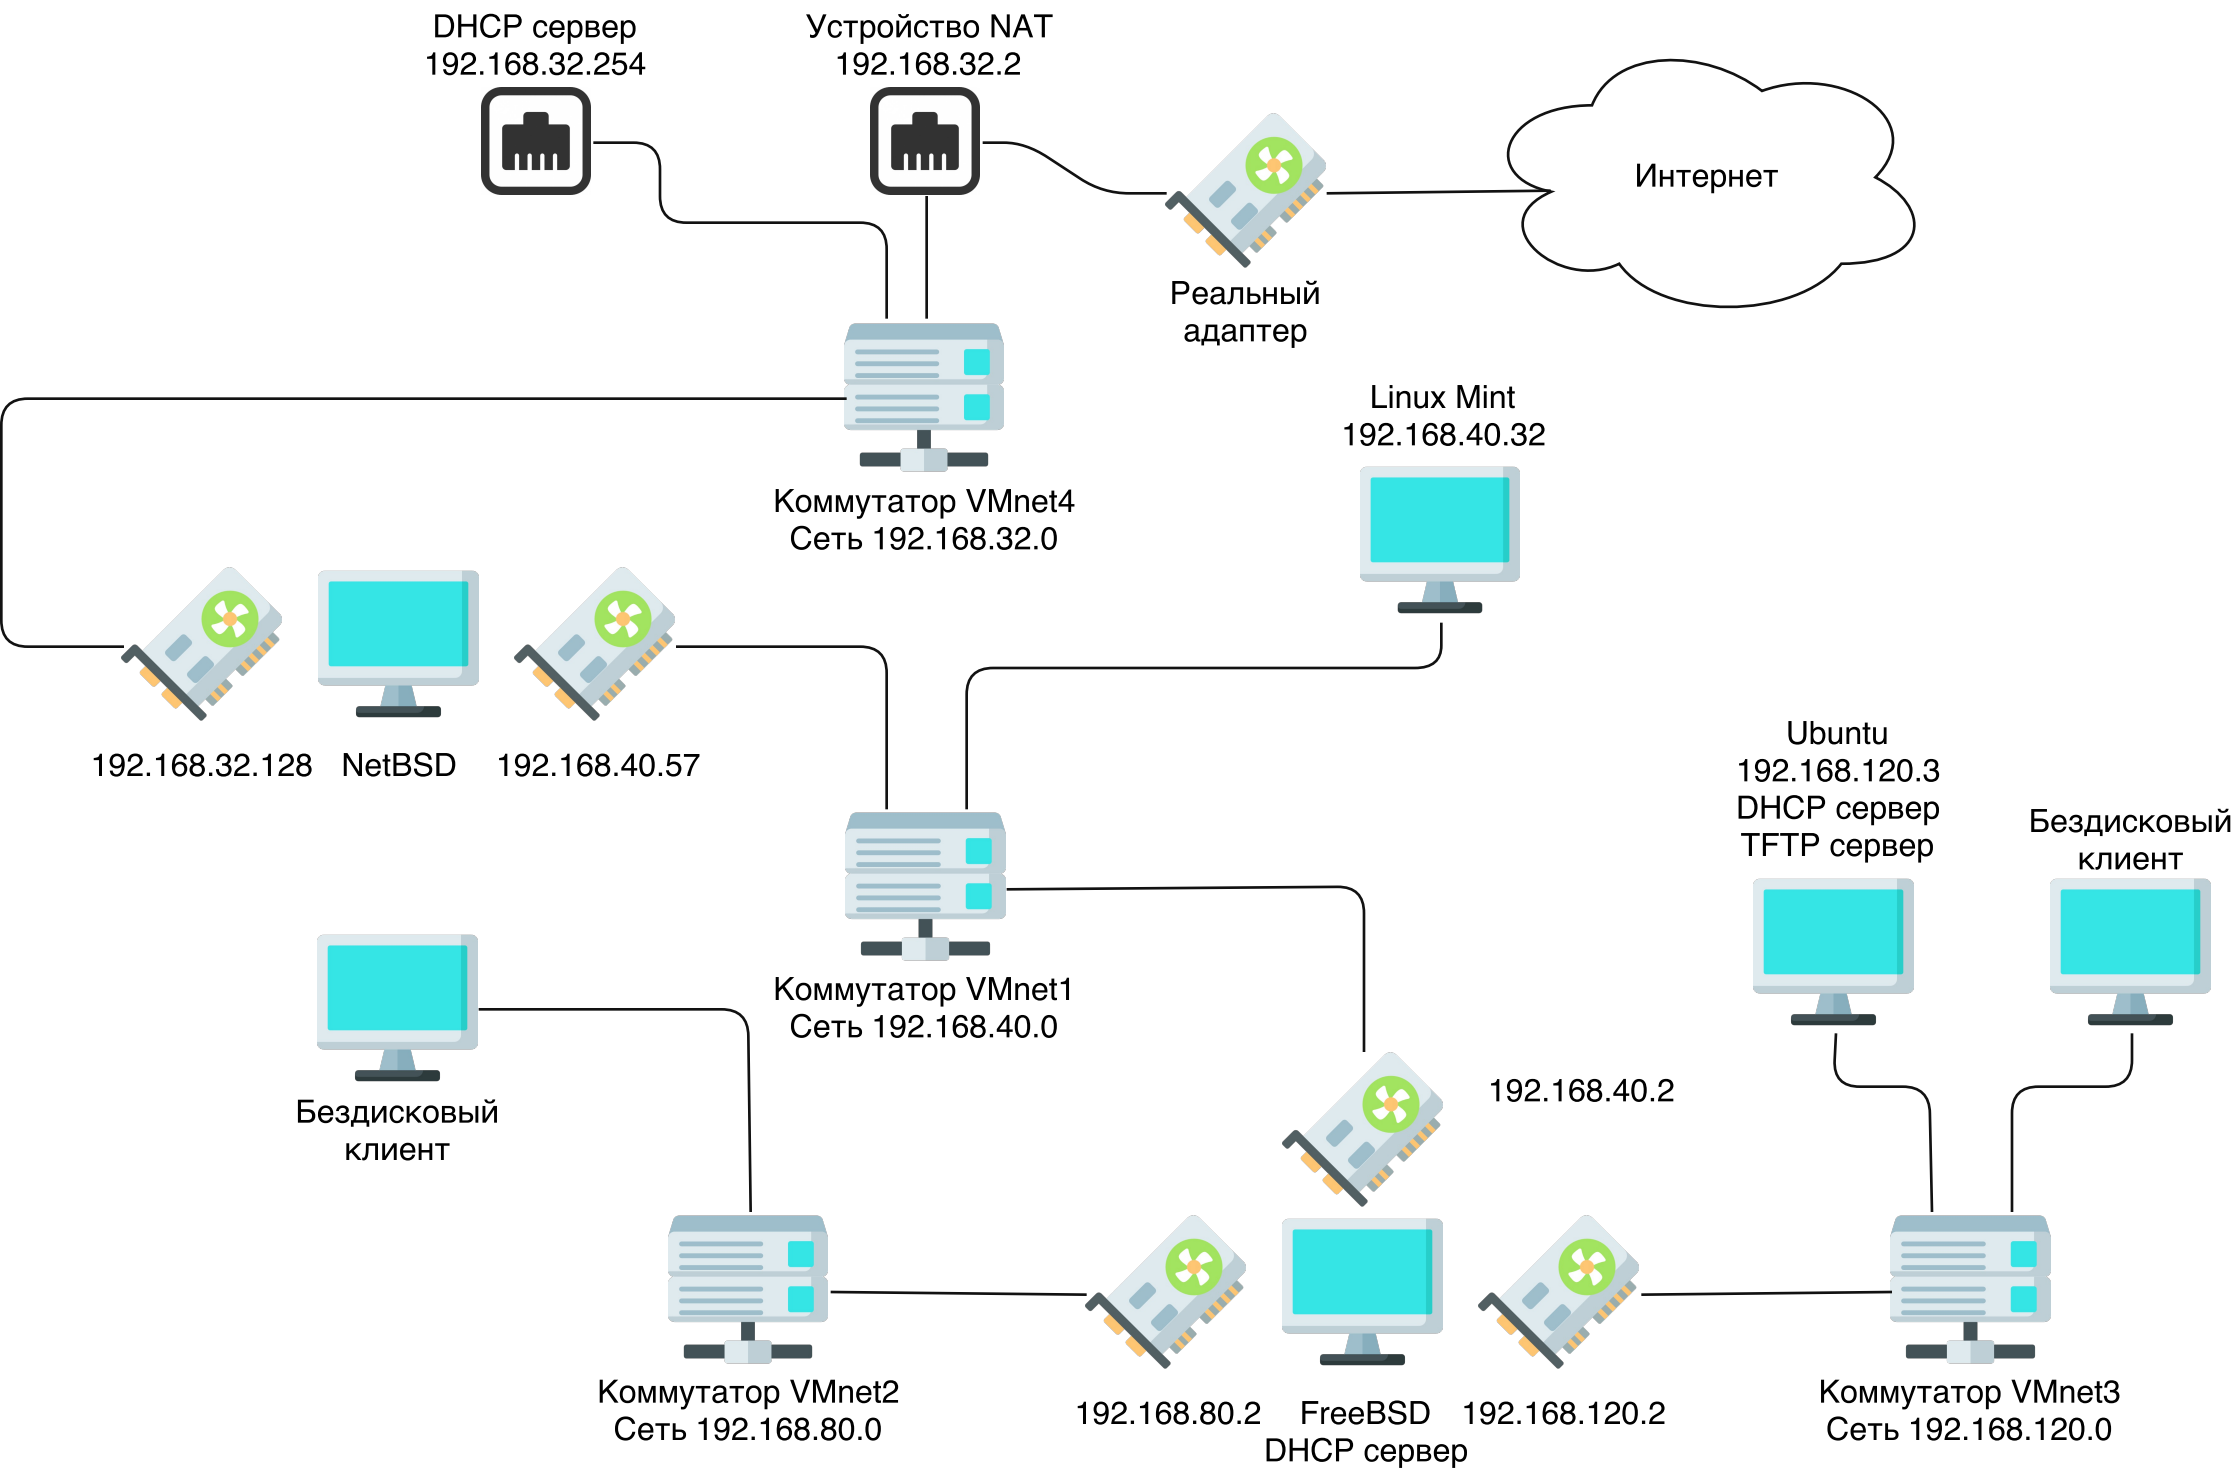 DHCP сервер
192.168.32.254
Устройство NAT
192.168.32.2
Интернет
Реальный
адаптер
Linux Mint
192.168.40.32
Коммутатор VMnet4
Сеть 192.168.32.0
192.168.32.128
NetBSD
192.168.40.57
Ubuntu
192.168.120.3
DHCP сервер
TFTP сервер
Бездисковый
клиент
Коммутатор VMnet1
Сеть 192.168.40.0
Бездисковый
клиент
192.168.40.2
Коммутатор VMnet2
Сеть 192.168.80.0
192.168.80.2
FreeBSD
DHCP сервер
192.168.120.2
Коммутатор VMnet3
Сеть 192.168.120.0